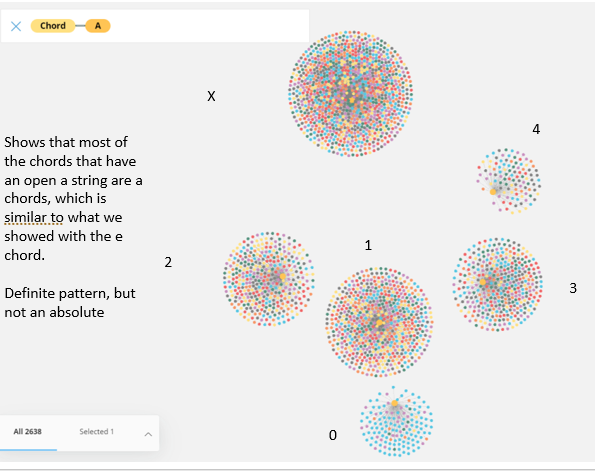 Chord A
X
4
Shows that most of
the chords that have
an open a string are a
chords, which is
similar to what we
showed with the e
chord.
1
2
3
Definite pattern, but
not an absolute
All 2638 Selected 1
0